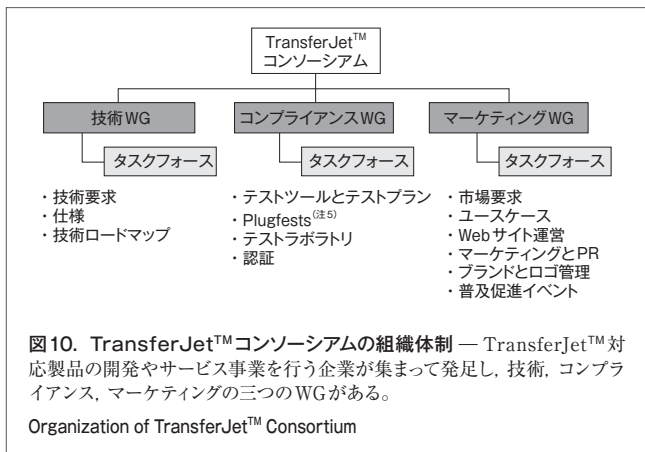 TransferJet™
コンソーシアム
技術WG
コンプライアンスWG
マーケティングWG
タスクフォース
タスクフォース
タスクフォース
・技術要求
・仕様
・技術ロードマップ
・テストツールとテストプラン
・Plugfests(注5)
・テストラボラトリ
・認証
・市場要求
・ユースケース
・Webサイト運営
・マーケティングとPR
・ブランドとロゴ管理
・普及促進イベント
図10. TransferJet™コンソーシアムの組織体制 — TransferJet™対
応製品の開発やサービス事業を行う企業が集まって発足し, 技術, コンプラ
イアンス, マーケティングの三つのWGがある。
Organization of TransferJet™ Consortium